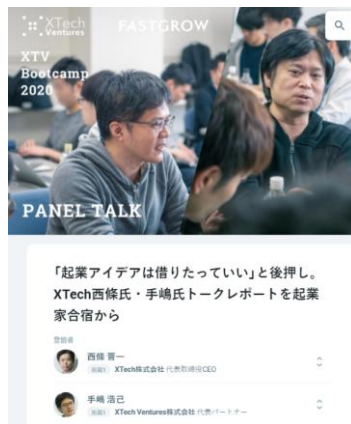 XTech
Ventures
FASTGROW
XTV
Bootcamp
2020
PANEL TALK
「起業アイデアは借りたっていい」と後押し。
XTech西條氏・手嶋氏トークレポートを起業
家合宿から
登壇者
西條 晋一
XTech株式会社 代表取締役CEO
手嶋 浩己
XTech Ventures株式会社 代表パートナー